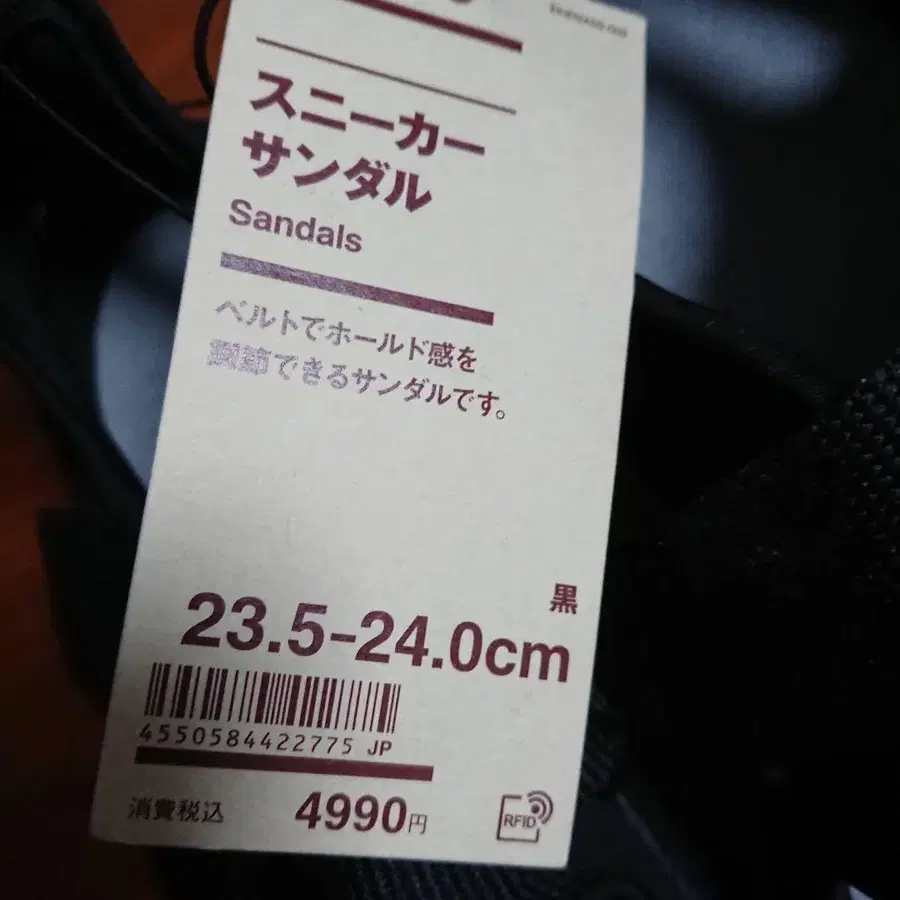 スニーカー
サンダル
Sandals
ベルトでホールド感を
調節できるサンダルです。
黒
23.5-24.0cm
4550584422775 JP
消費税込 4990円
RFID